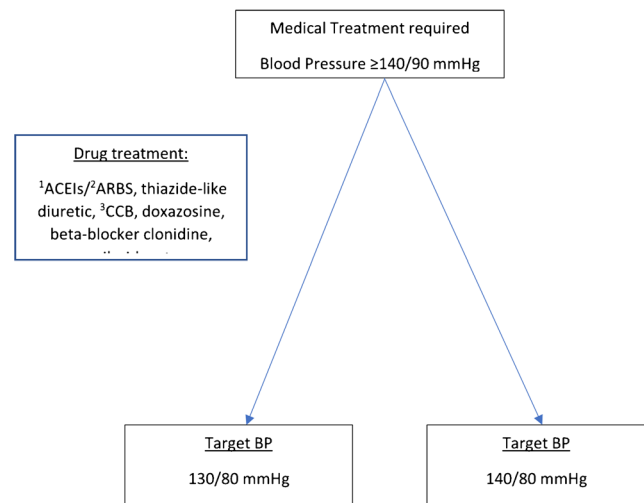 Medical Treatment required
Blood Pressure ≥140/90 mmHg
Drug treatment:
¹ACEIs/²ARBS, thiazide-like
diuretic, ³CCB, doxazosine,
beta-blocker clonidine,
Target BP
130/80 mmHg
Target BP
140/80 mmHg